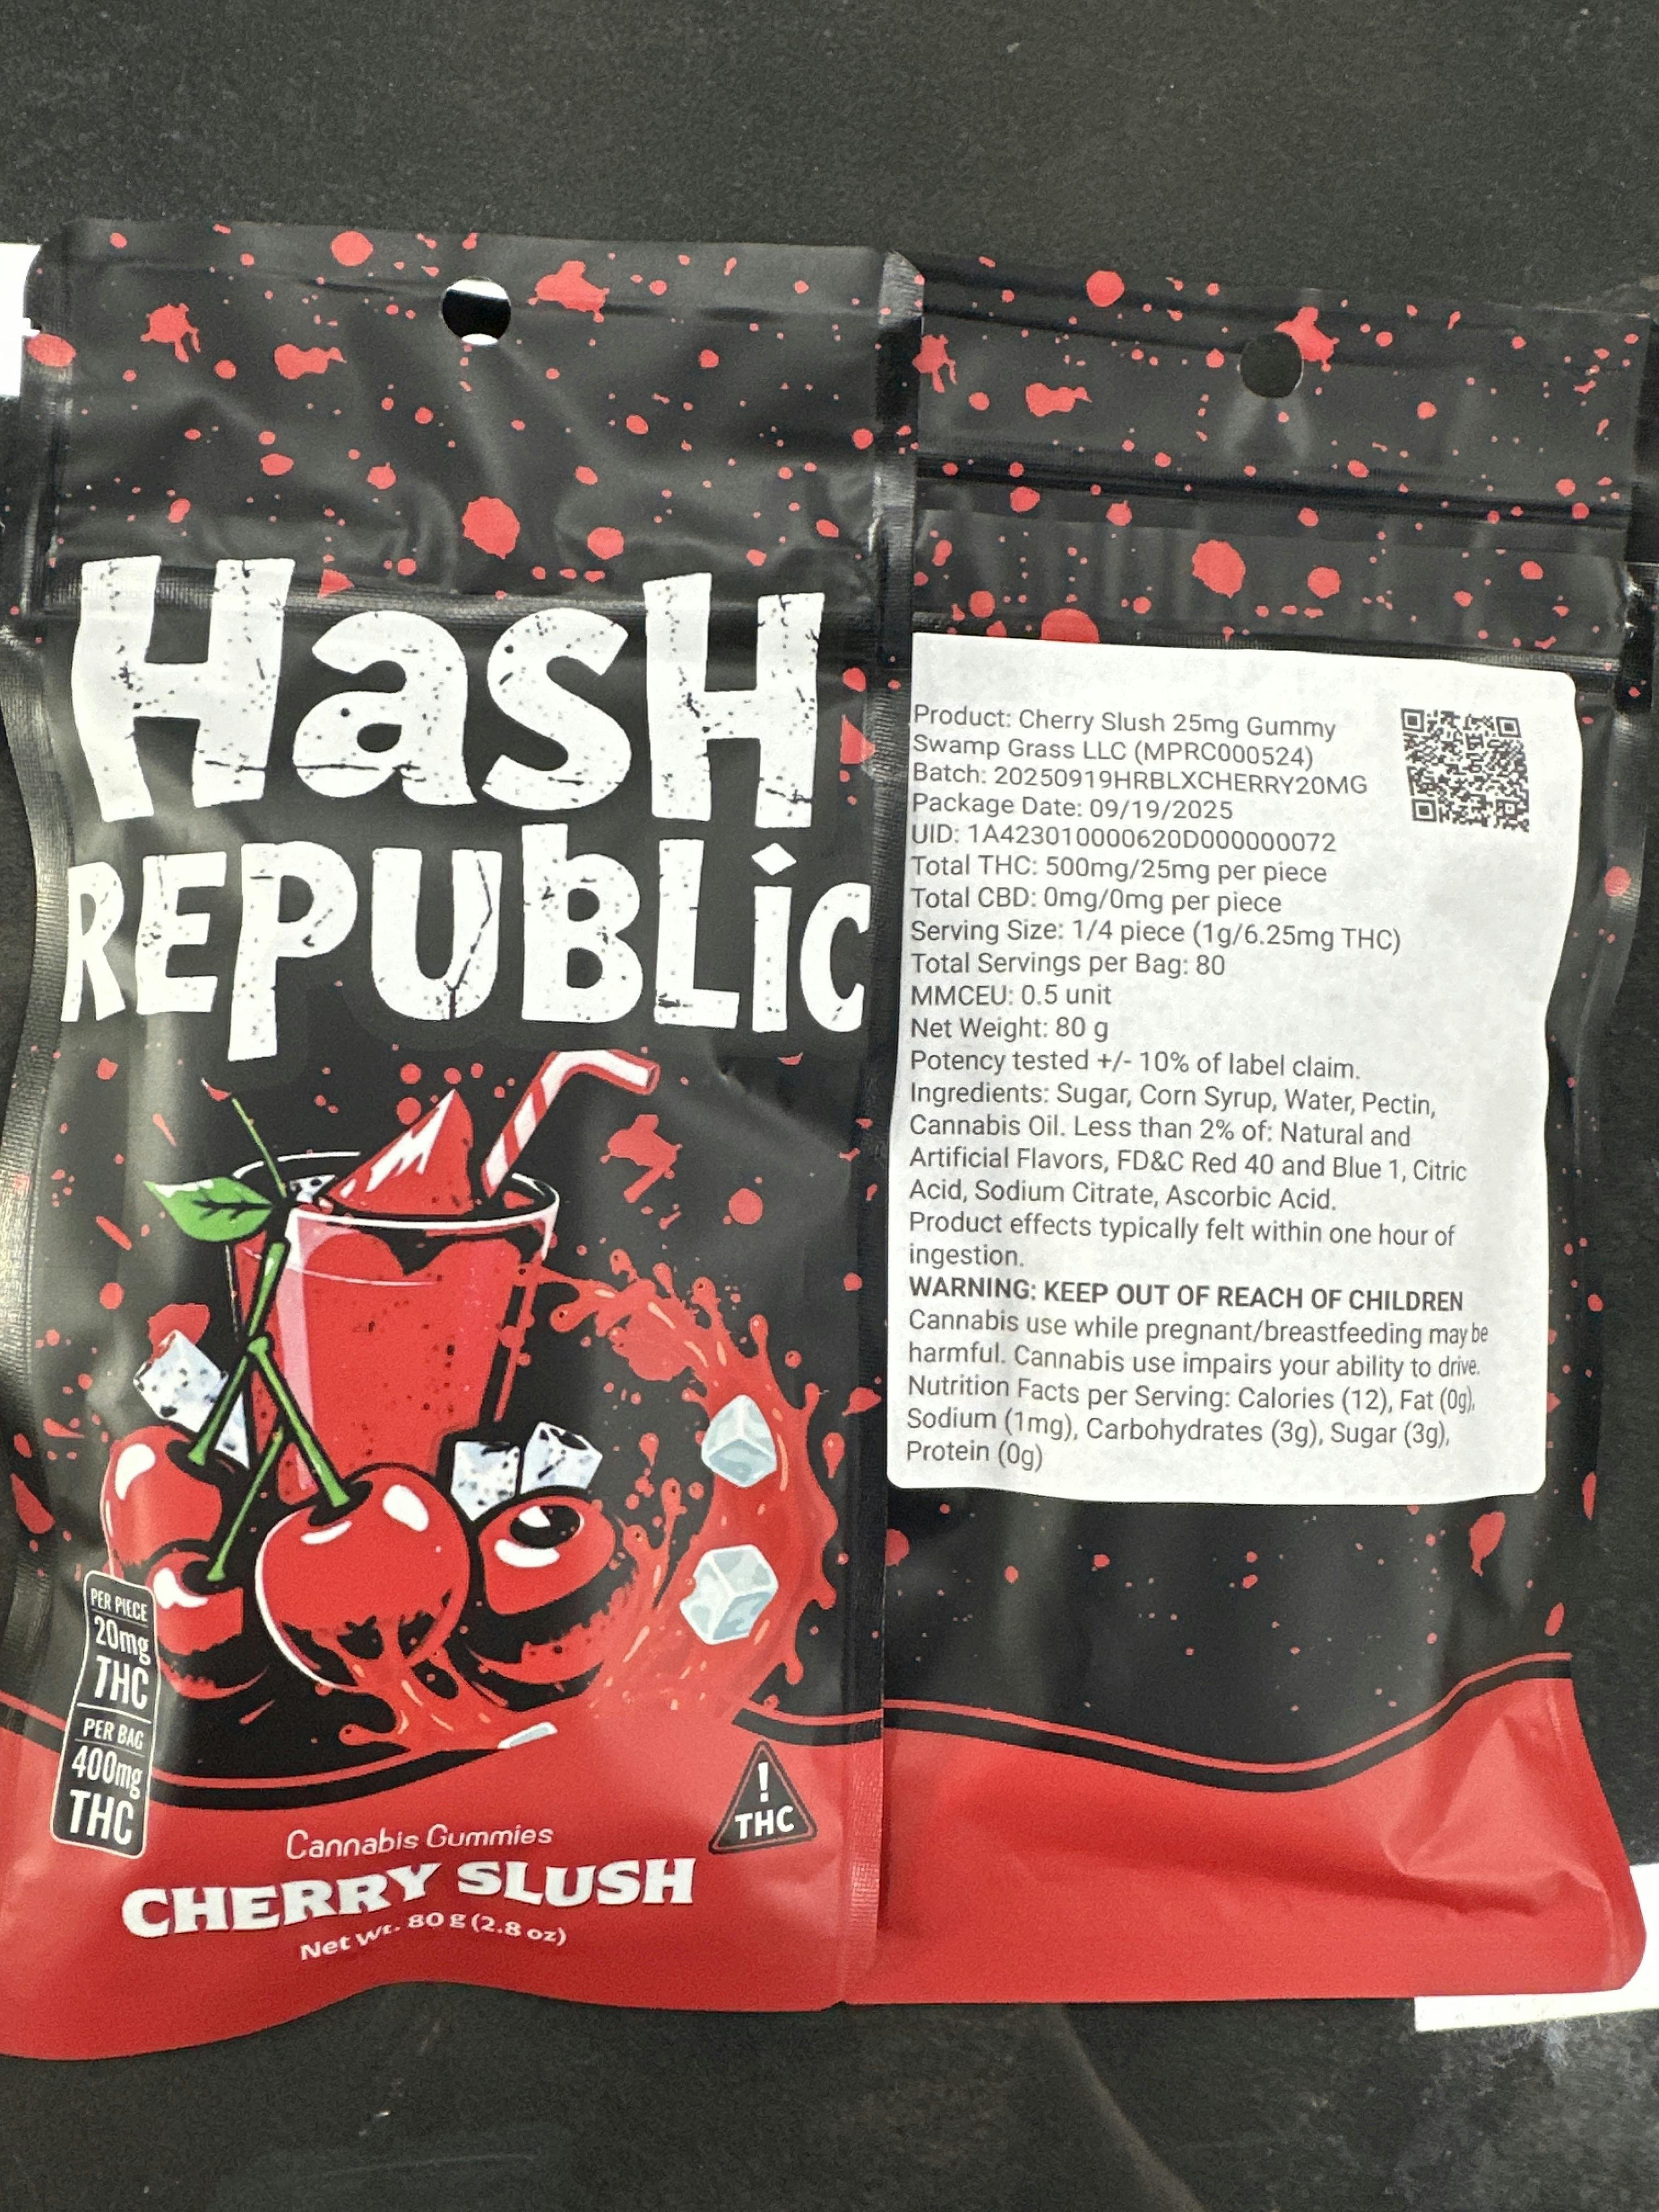 Hash
REPUBLiC
PER PIECE
20mg
THC
PER BAG
400mg
THC
!
THC
Cannabis Gummies
CHERRY SLUSH
Net wt. 80 g (2.8 oz)
Product: Cherry Slush 25mg Gummy
Swamp Grass LLC (MPRC000524)
Batch: 20250919HRBLXCHERRY20MG
Package Date: 09/19/2025
UID: 1A423010000620D000000072
Total THC: 500mg/25mg per piece
Total CBD: 0mg/0mg per piece
Serving Size: 1/4 piece (1g/6.25mg THC)
Total Servings per Bag: 80
MMCEU: 0.5 unit
Net Weight: 80 g
Potency tested +/- 10% of label claim.
Ingredients: Sugar, Corn Syrup, Water, Pectin,
Cannabis Oil. Less than 2% of: Natural and
Artificial Flavors, FD&C Red 40 and Blue 1, Citric
Acid, Sodium Citrate, Ascorbic Acid.
Product effects typically felt within one hour of
ingestion.
WARNING: KEEP OUT OF REACH OF CHILDREN
Cannabis use while pregnant/breastfeeding may be
harmful. Cannabis use impairs your ability to drive.
Nutrition Facts per Serving: Calories (12), Fat (0g),
Sodium (1mg), Carbohydrates (3g), Sugar (3g),
Protein (0g)